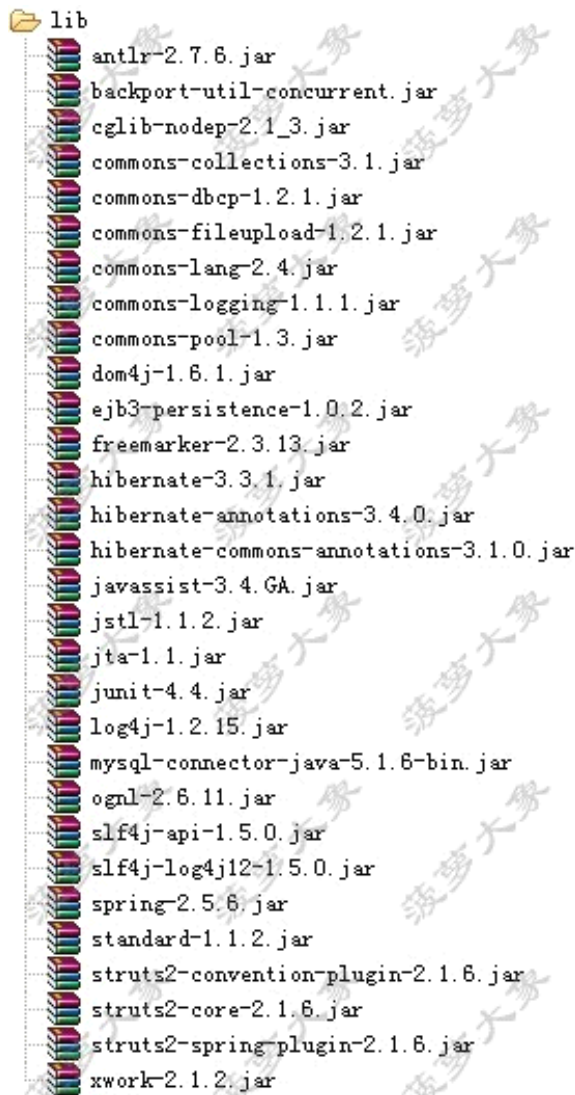 lib
antlr-2.7.6.jar
backport-util-concurrent.jar
cglib-nodep-2.1_3.jar
commons-collections-3.1.jar
commons-dbcp-1.2.1.jar
commons-fileupload-1.2.1.jar
commons-lang-2.4.jar
commons-logging-1.1.1.jar
commons-pool-1.3.jar
dom4j-1.6.1.jar
ejb3-persistence-1.0.2.jar
freemarker-2.3.13.jar
hibernate-3.3.1.jar
hibernate-annotations-3.4.0.jar
hibernate-commons-annotations-3.1.0.jar
javassist-3.4.GA.jar
jstl-1.1.2.jar
jta-1.1.jar
junit-4.4.jar
log4j-1.2.15.jar
mysql-connector-java-5.1.6-bin.jar
ognl-2.6.11.jar
slf4j-api-1.5.0.jar
slf4j-log4j12-1.5.0.jar
spring-2.5.6.jar
standard-1.1.2.jar
struts2-convention-plugin-2.1.6.jar
struts2-core-2.1.6.jar
struts2-spring-plugin-2.1.6.jar
xwork-2.1.2.jar
菠萝大象